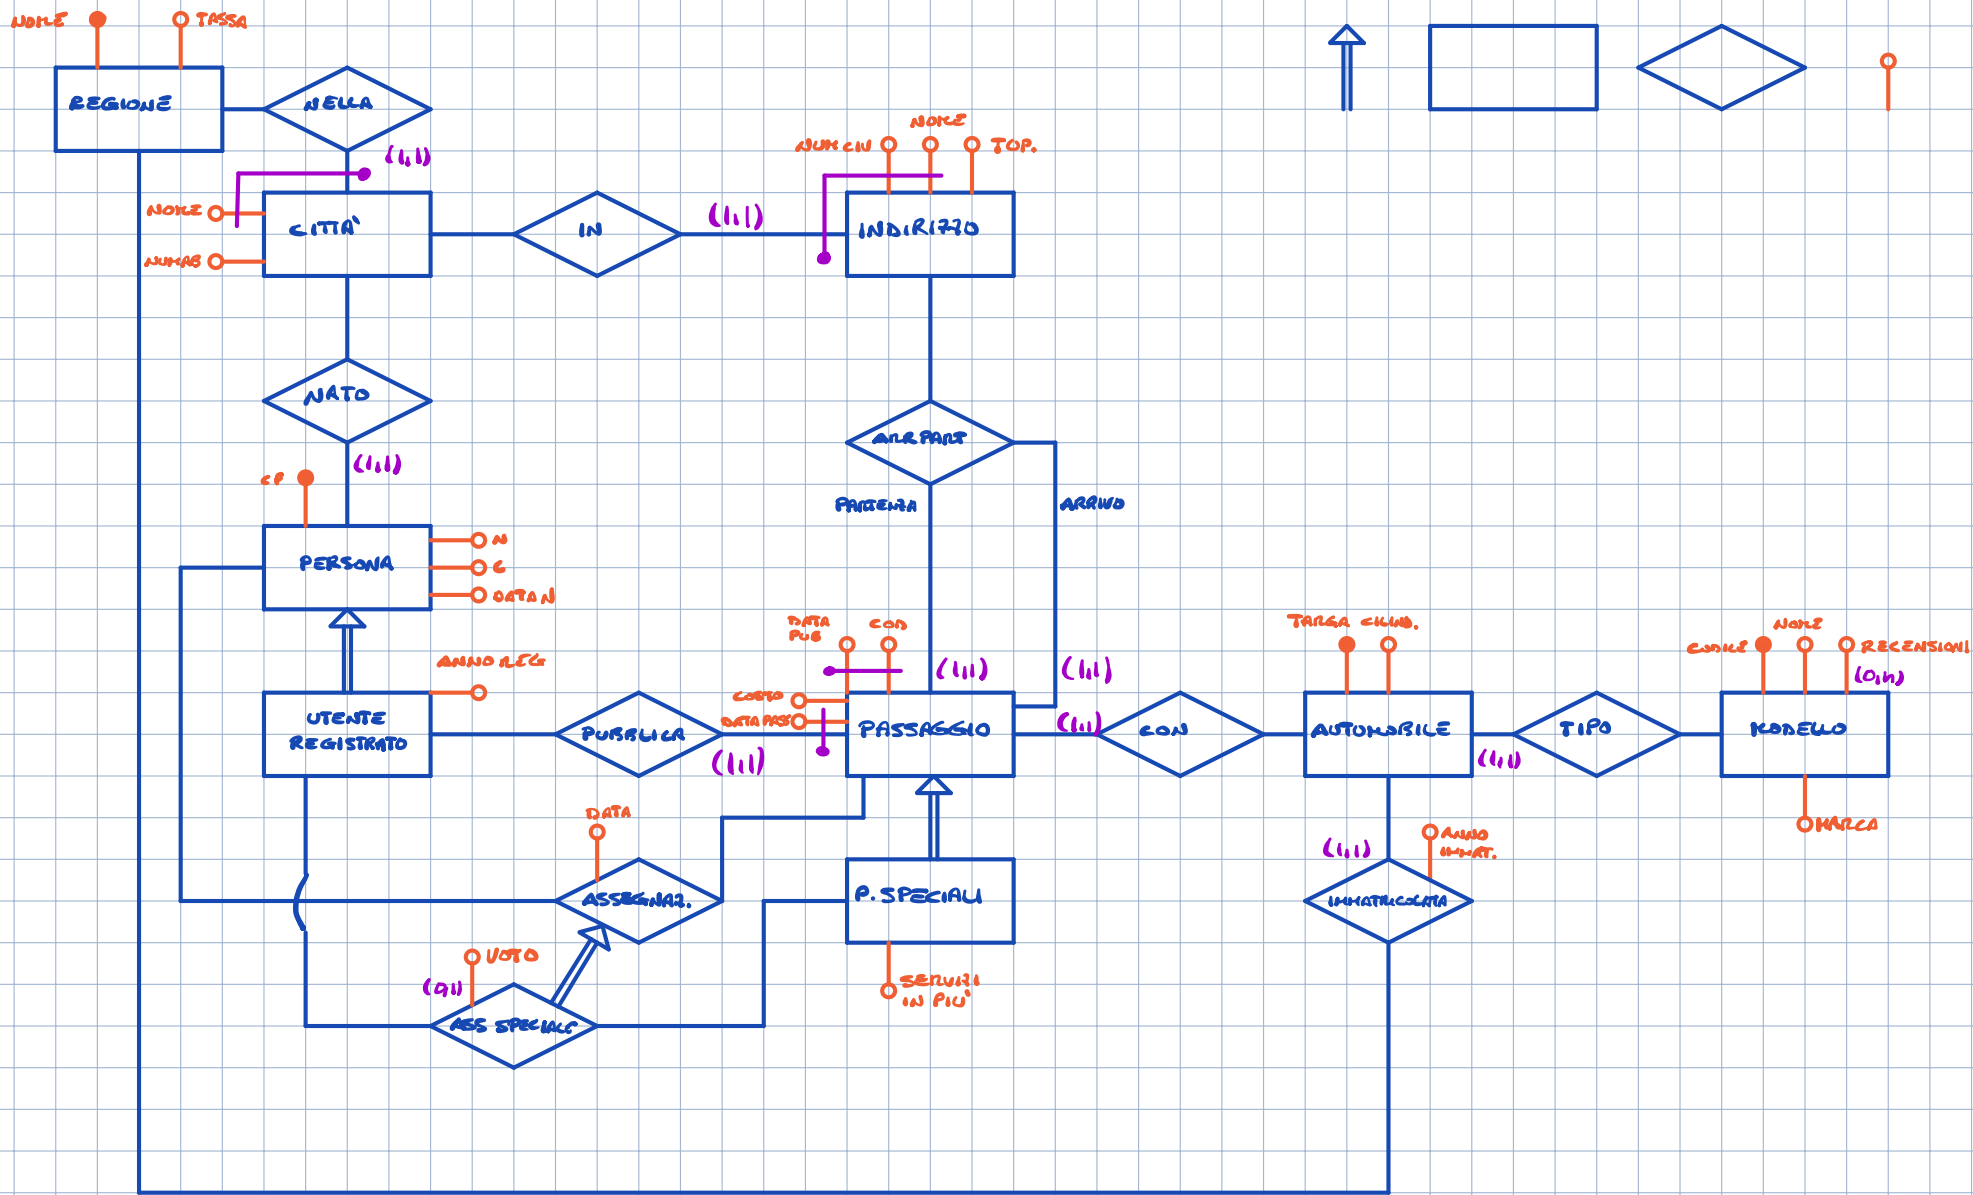 NOME
TASSA
REGIONE
NELLA
(1,1)
NUM CIV
NOME
TOP.
NOME
CITTA'
NUMAB
IN
(1,1)
INDIRIZZO
NATO
(1,1)
ARRPART
PARTENZA
ARRIVO
CF
PERSONA
N
C
DATA N
ANNO REG
UTENTE
REGISTRATO
PUBBLICA
(1,1)
DATA
PUB
COD
COSTO
DATA PASS
(1,1)
(1,1)
PASSAGGIO
(1,1)
CON
TARGA
CILIND.
AUTOMOBILE
(1,1)
TIPO
CODICE
NOME
RECENSIONI
(0,n)
MODELLO
MARCA
DATA
ASSEGNAZ.
P. SPECIALI
SERVIZI
IN PIU'
(1,1)
ANNO
IMMAT.
IMMATRICOLATA
VOTO
(0,1)
ASS SPECIALE